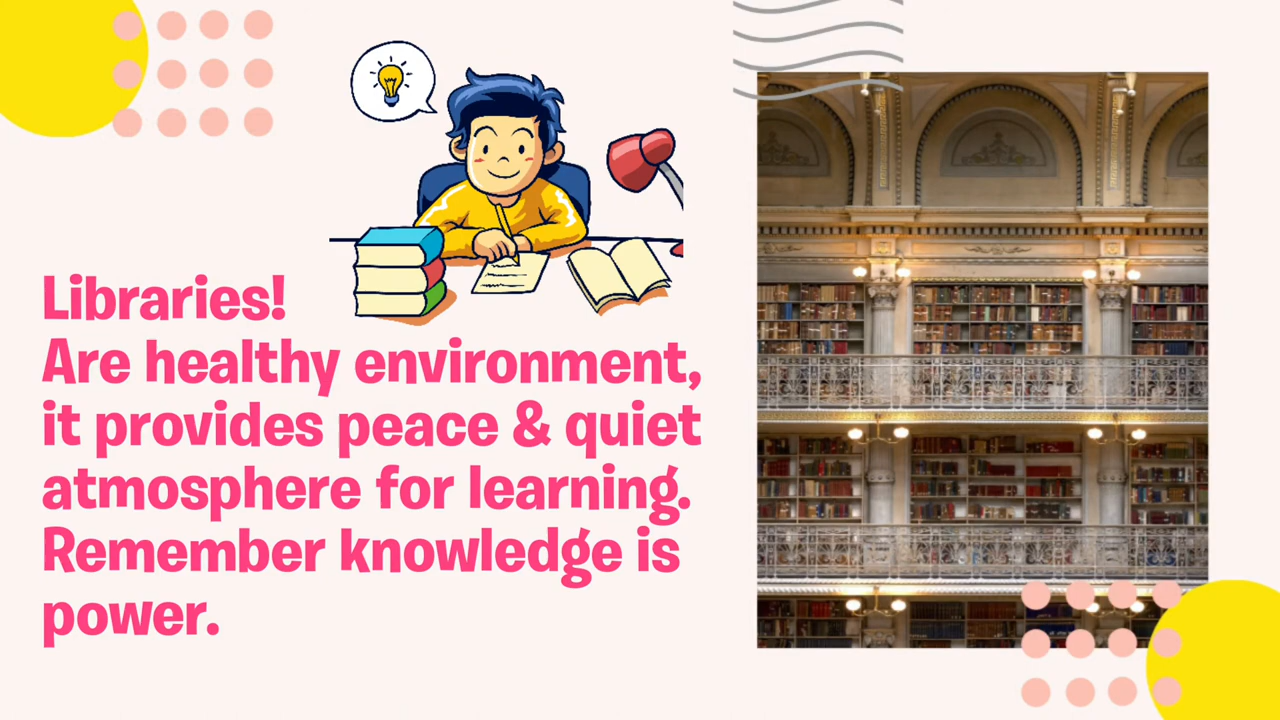 Libraries!
Are healthy environment,
it provides peace & quiet
atmosphere for learning.
Remember knowledge is
power.